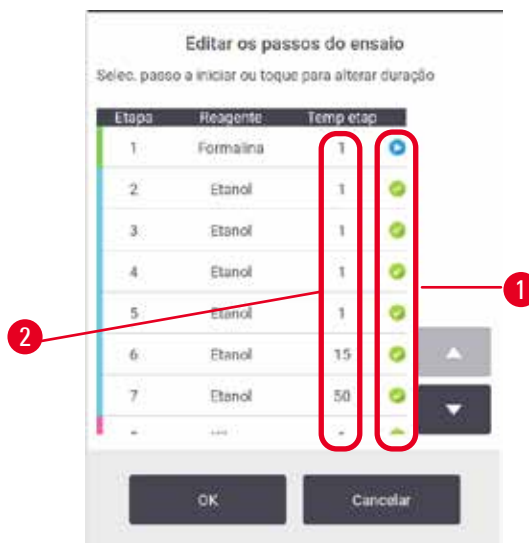 Editar os passos do ensaio
Selec. passo a iniciar ou toque para alterar duração
Etapa Reagente Temp etap
1 Formalina 1
2 Etanol 1
3 Etanol 1
4 Etanol 1
5 Etanol 1
6 Etanol 15
7 Etanol 50
1
2
OK Cancelar